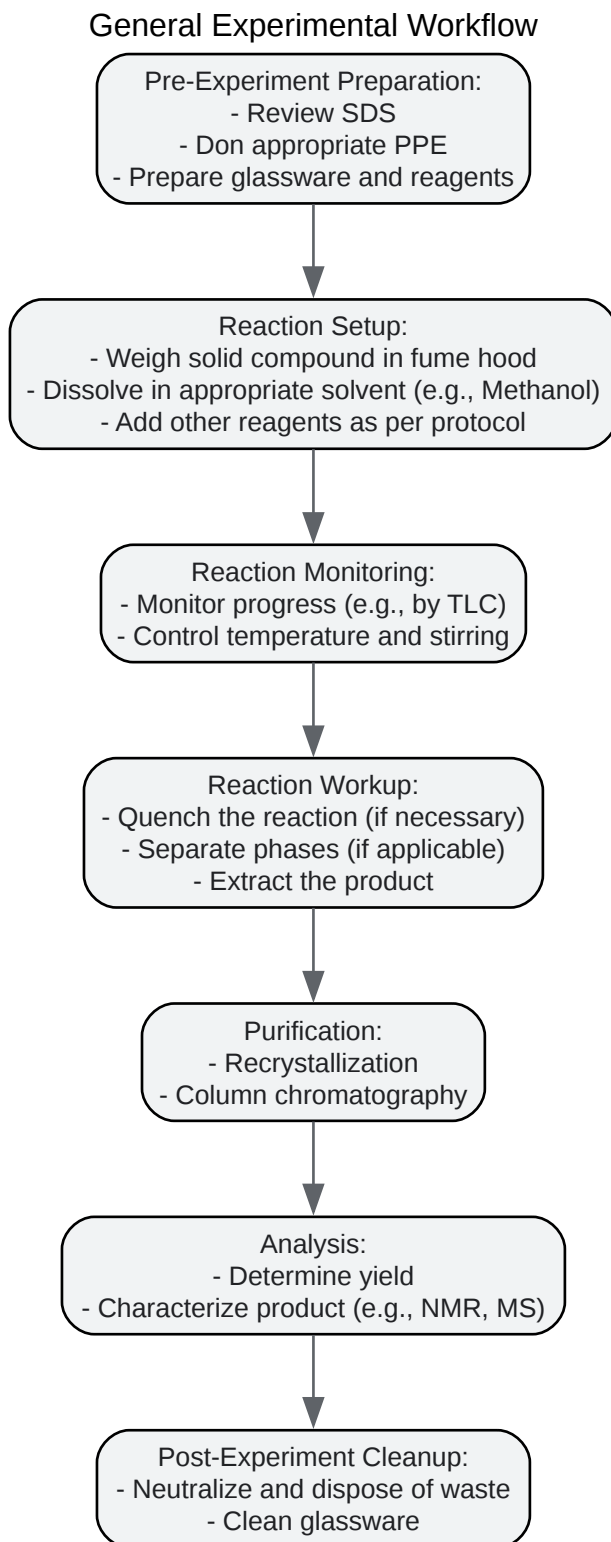 General Experimental Workflow
Pre-Experiment Preparation:
- Review SDS
- Don appropriate PPE
- Prepare glassware and reagents
Reaction Setup:
- Weigh solid compound in fume hood
- Dissolve in appropriate solvent (e.g., Methanol)
- Add other reagents as per protocol
Reaction Monitoring:
- Monitor progress (e.g., by TLC)
- Control temperature and stirring
Reaction Workup:
- Quench the reaction (if necessary)
- Separate phases (if applicable)
- Extract the product
Purification:
- Recrystallization
- Column chromatography
Analysis:
- Determine yield
- Characterize product (e.g., NMR, MS)
Post-Experiment Cleanup:
- Neutralize and dispose of waste
- Clean glassware